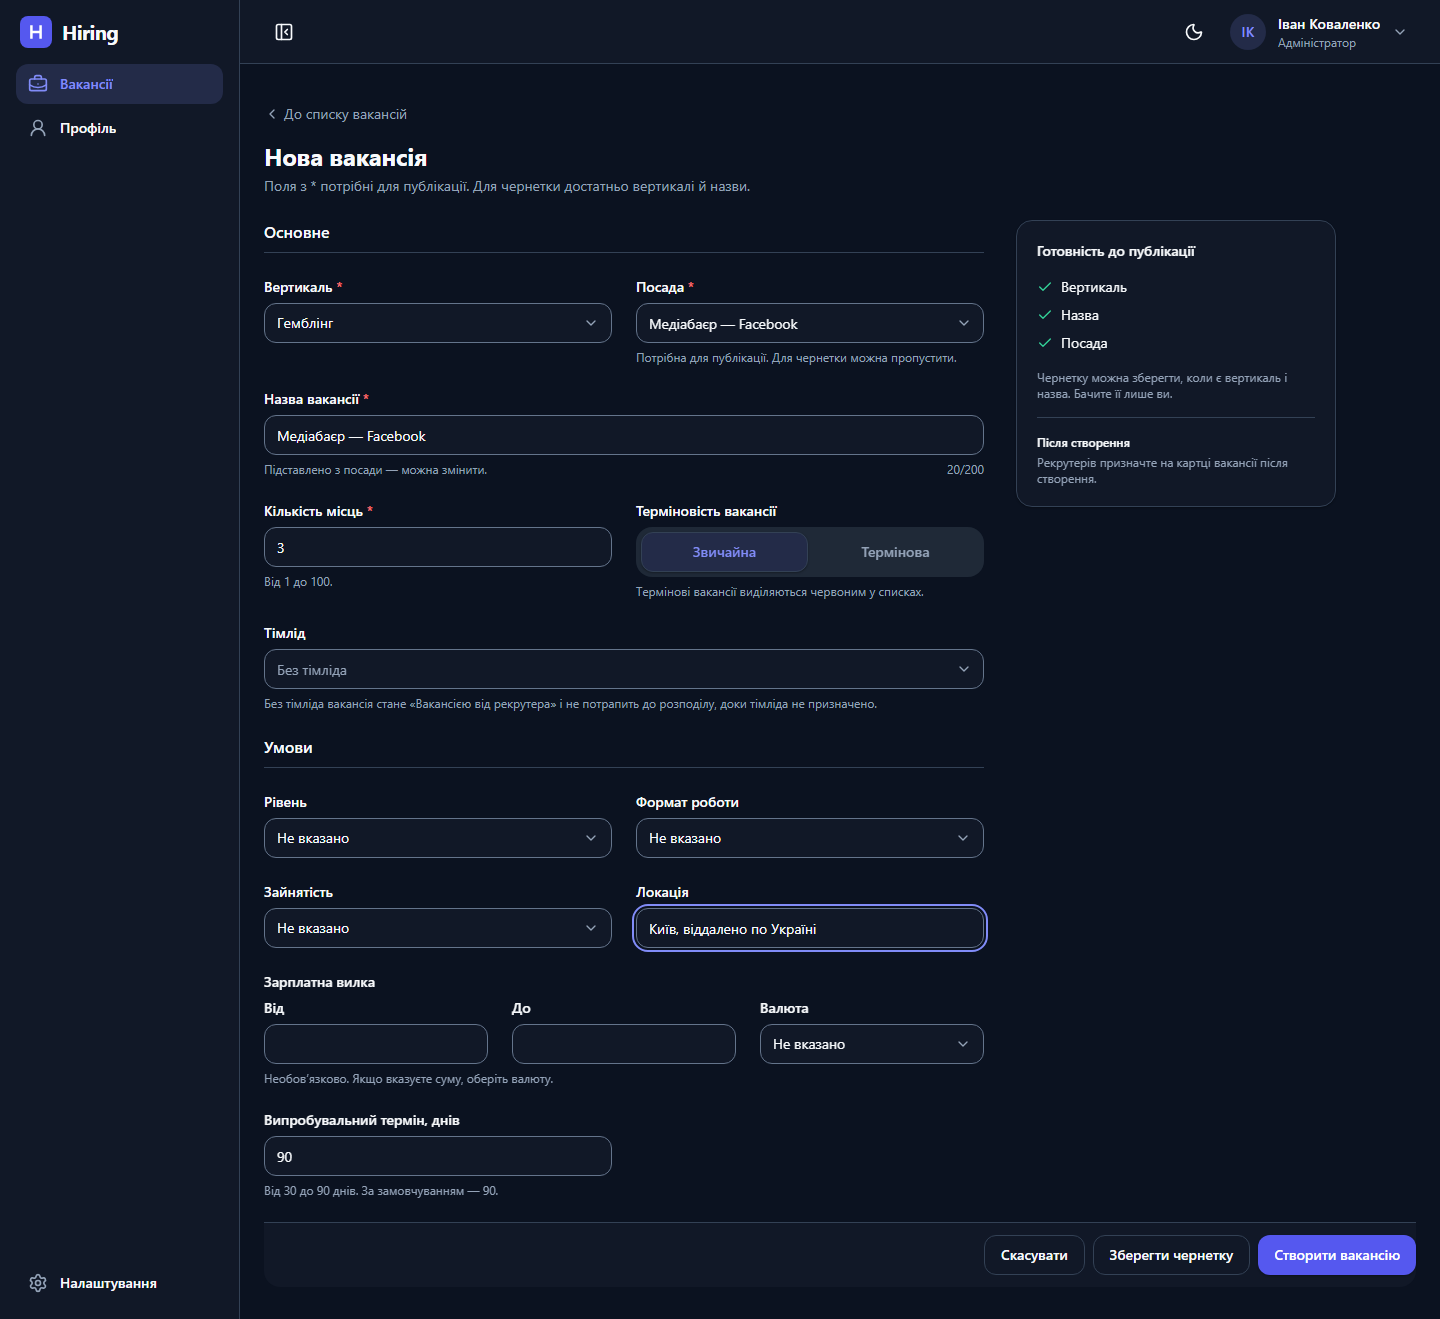 H Hiring
Вакансії
Профіль
Налаштування
ІК
Іван Коваленко
Адміністратор
До списку вакансій
Нова вакансія
Поля з * потрібні для публікації. Для чернетки достатньо вертикалі й назви.
Основне
Вертикаль *
Гемблінг
Посада *
Медіабаєр — Facebook
Потрібна для публікації. Для чернетки можна пропустити.
Назва вакансії *
Медіабаєр — Facebook
Підставлено з посади — можна змінити.
20/200
Кількість місць *
3
Від 1 до 100.
Терміновість вакансії
Звичайна
Термінова
Термінові вакансії виділяються червоним у списках.
Тімлід
Без тімліда
Без тімліда вакансія стане «Вакансією від рекрутера» і не потрапить до розподілу, доки тімліда не призначено.
Умови
Рівень
Не вказано
Формат роботи
Не вказано
Зайнятість
Не вказано
Локація
Київ, віддалено по Україні
Зарплатна вилка
Від
До
Валюта
Не вказано
Необов'язково. Якщо вказуєте суму, оберіть валюту.
Випробувальний термін, днів
90
Від 30 до 90 днів. За замовчуванням — 90.
Готовність до публікації
Вертикаль
Назва
Посада
Чернетку можна зберегти, коли є вертикаль і
назва. Бачите її лише ви.
Після створення
Рекрутерів призначте на картці вакансії після
створення.
Скасувати
Зберегти чернетку
Створити вакансію